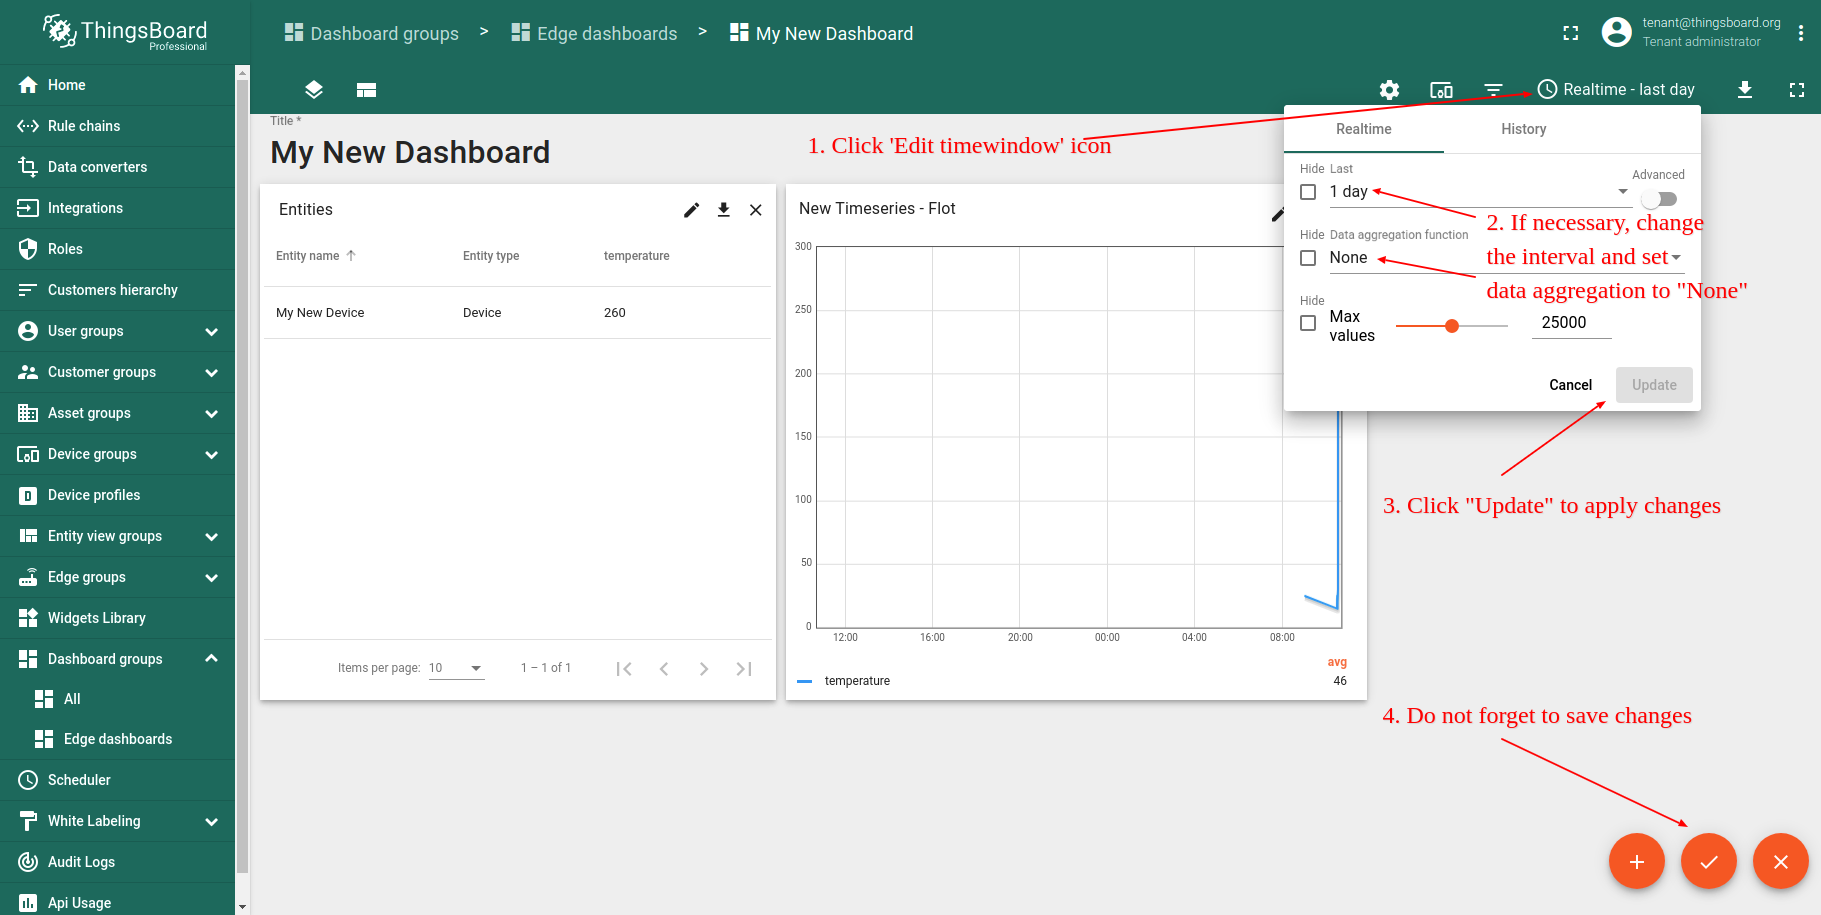 ThingsBoard
Professional
Dashboard groups > Edge dashboards > My New Dashboard
tenant@thingsboard.org
Tenant administrator
Realtime - last day
Home
Rule chains
Data converters
Integrations
Roles
Customers hierarchy
User groups
Customer groups
Asset groups
Device groups
Device profiles
Entity view groups
Edge groups
Widgets Library
Dashboard groups
All
Edge dashboards
Scheduler
White Labeling
Audit Logs
Api Usage
Title *
My New Dashboard
1. Click 'Edit timewindow' icon
Entities
Entity name Entity type temperature
My New Device Device 260
Items per page: 10 1 – 1 of 1
New Timeseries - Flot
300
250
200
150
100
50
0
12:00 16:00 20:00 00:00 04:00 08:00
avg
temperature 46
Realtime History
Hide Last
Advanced
1 day
2. If necessary, change
the interval and set
data aggregation to "None"
Hide Data aggregation function
None
Hide
Max
values
25000
Cancel Update
3. Click "Update" to apply changes
4. Do not forget to save changes